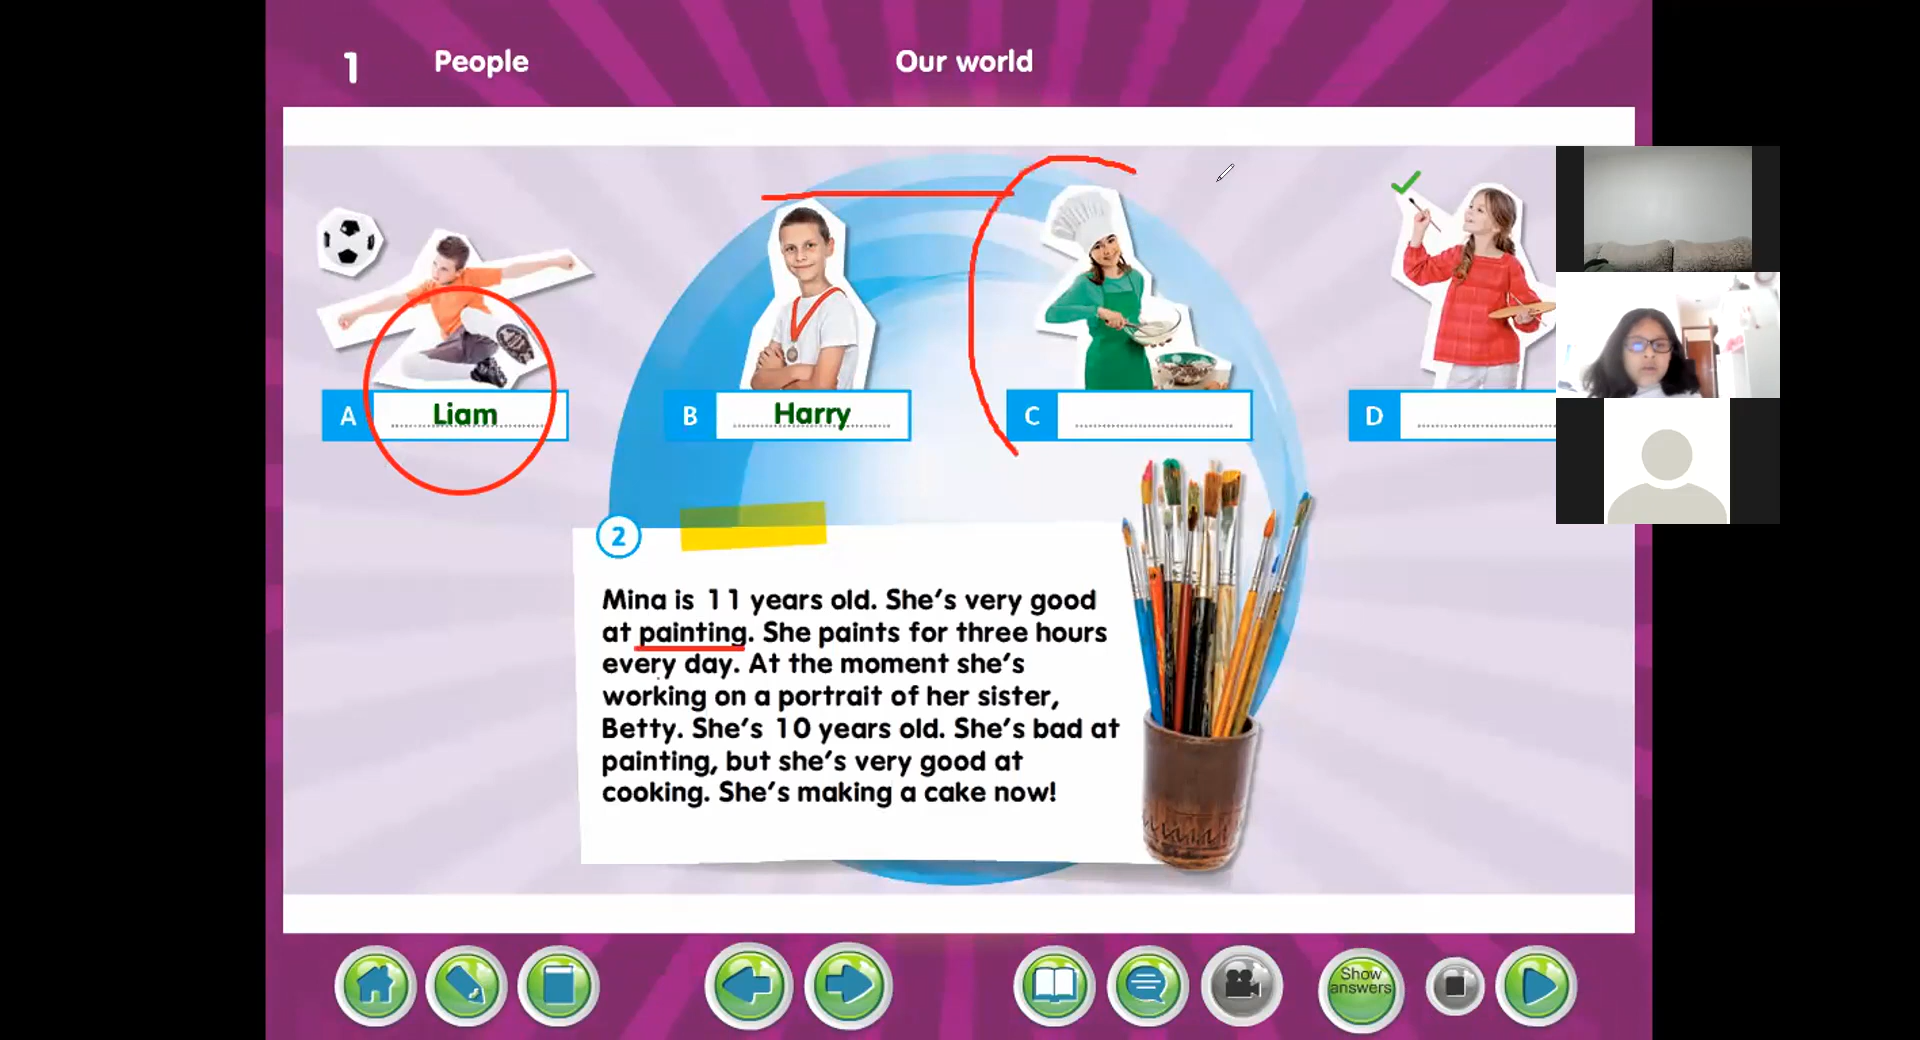 1 People Our world
A Liam
B Harry
C
D
2
Mina is 11 years old. She's very good
at painting. She paints for three hours
every day. At the moment she's
working on a portrait of her sister,
Betty. She's 10 years old. She's bad at
painting, but she's very good at
cooking. She's making a cake now!
Show
answers